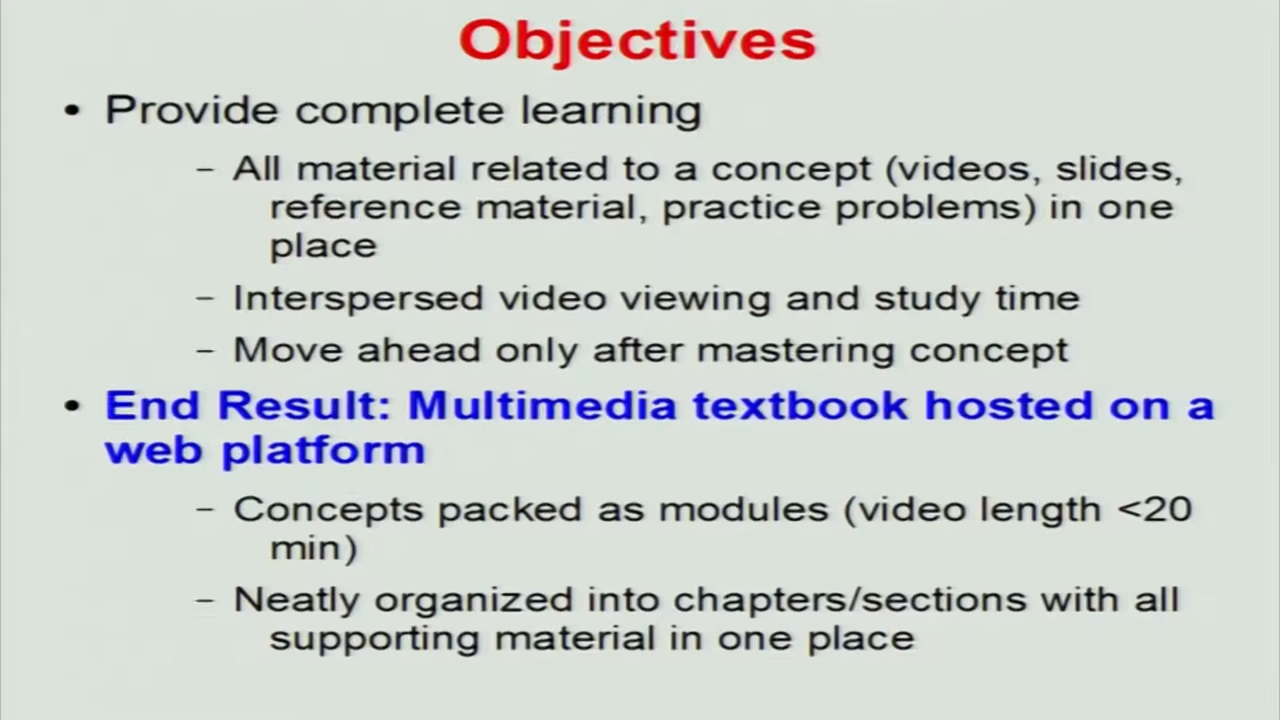 Objectives
• Provide complete learning
– All material related to a concept (videos, slides,
reference material, practice problems) in one
place
– Interspersed video viewing and study time
– Move ahead only after mastering concept
• End Result: Multimedia textbook hosted on a
web platform
– Concepts packed as modules (video length <20
min)
– Neatly organized into chapters/sections with all
supporting material in one place